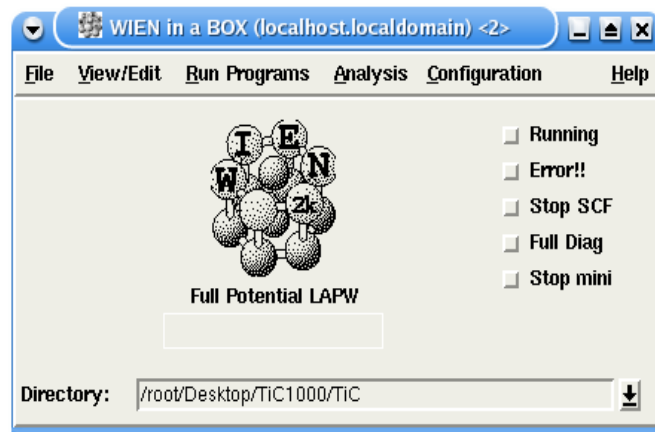 WIEN in a BOX (localhost.localdomain) <2>
File View/Edit Run Programs Analysis Configuration Help
WIEN
2k
Full Potential LAPW
Running
Error!!
Stop SCF
Full Diag
Stop mini
Directory: /root/Desktop/TiC1000/TiC